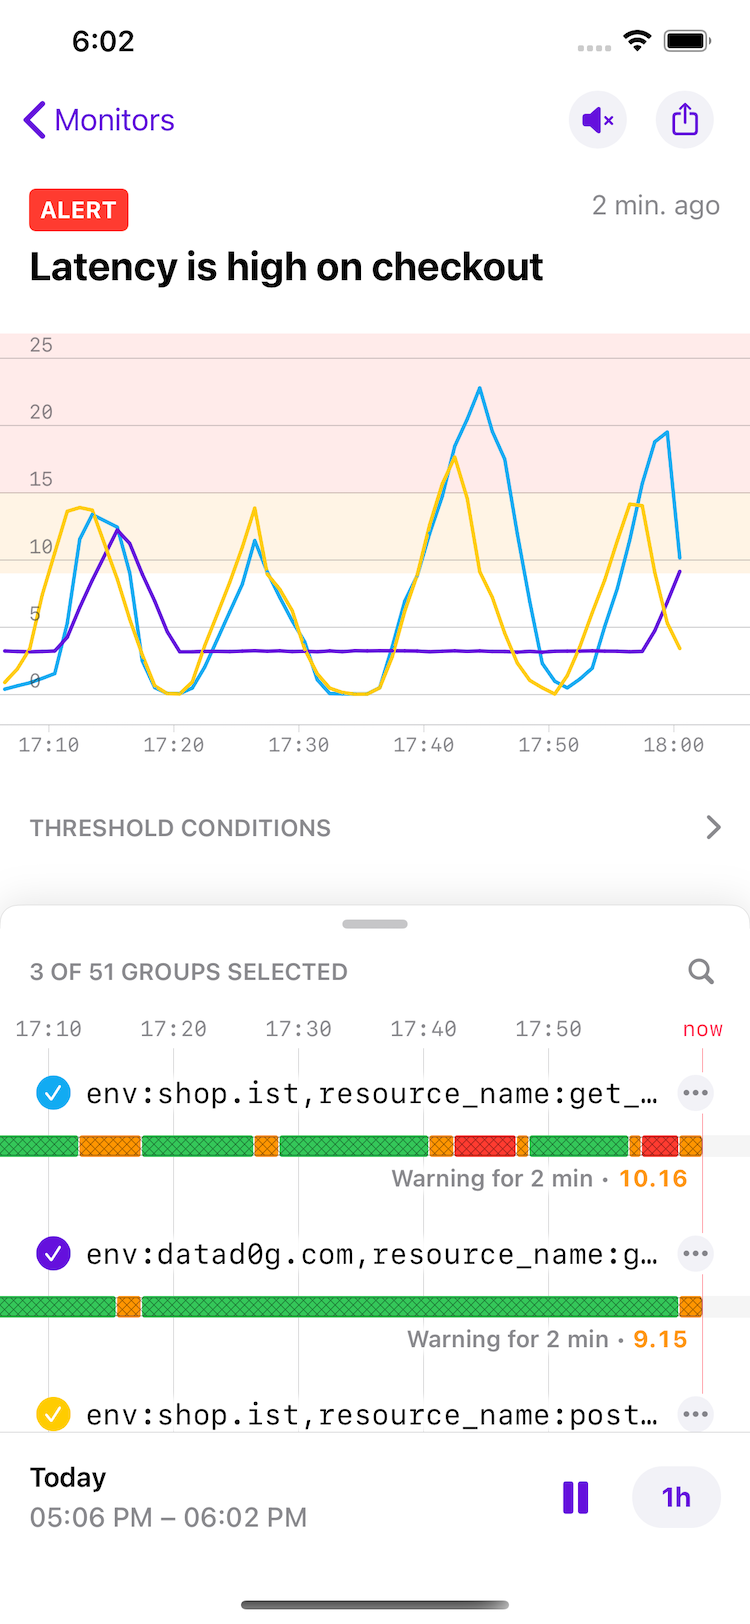 6:02
Monitors
ALERT
2 min. ago
Latency is high on checkout
25
20
15
10
5
0
17:10 17:20 17:30 17:40 17:50 18:00
THRESHOLD CONDITIONS
3 OF 51 GROUPS SELECTED
17:10 17:20 17:30 17:40 17:50 now
env:shop.ist,resource_name:get_…
Warning for 2 min · 10.16
env:datad0g.com,resource_name:g…
Warning for 2 min · 9.15
env:shop.ist,resource_name:post…
Today
05:06 PM – 06:02 PM
1h